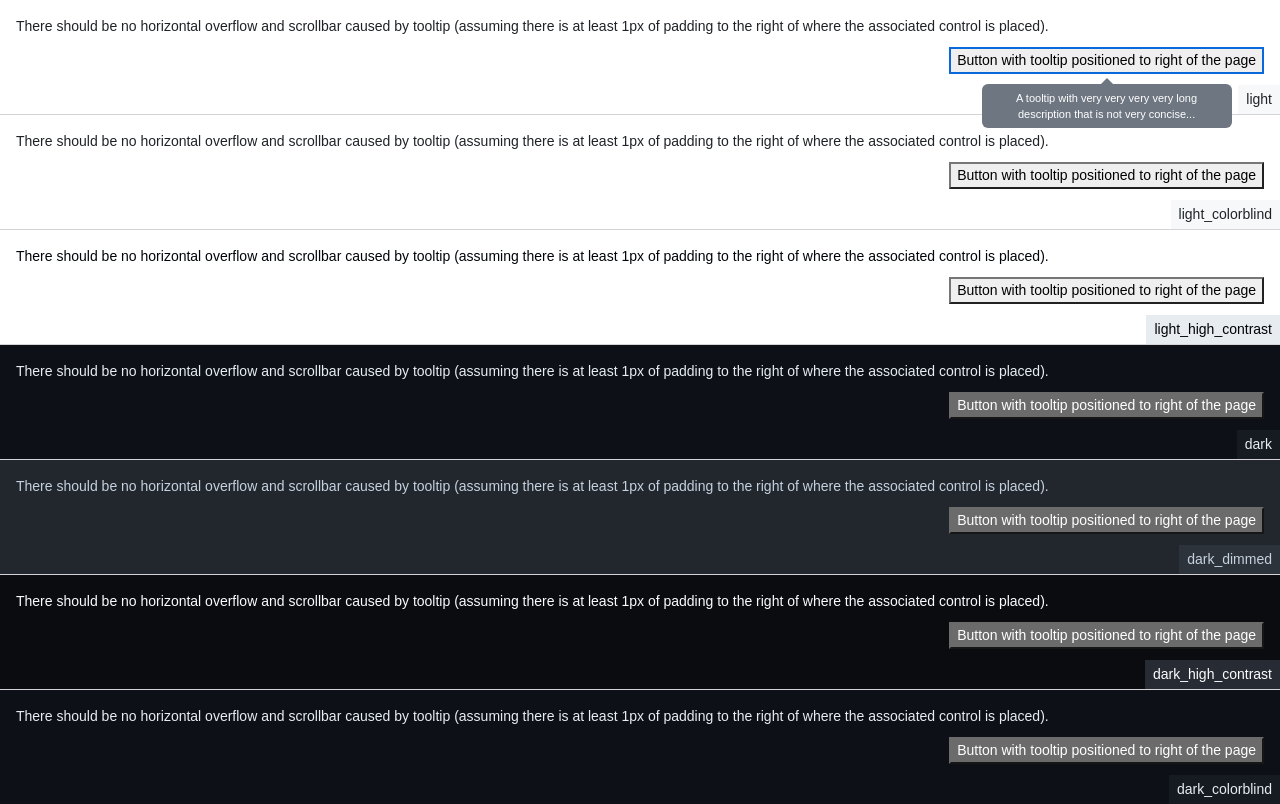 There should be no horizontal overflow and scrollbar caused by tooltip (assuming there is at least 1px of padding to the right of where the associated control is placed).
Button with tooltip positioned to right of the page
A tooltip with very very very very long
description that is not very concise...
light
There should be no horizontal overflow and scrollbar caused by tooltip (assuming there is at least 1px of padding to the right of where the associated control is placed).
Button with tooltip positioned to right of the page
light_colorblind
There should be no horizontal overflow and scrollbar caused by tooltip (assuming there is at least 1px of padding to the right of where the associated control is placed).
Button with tooltip positioned to right of the page
light_high_contrast
There should be no horizontal overflow and scrollbar caused by tooltip (assuming there is at least 1px of padding to the right of where the associated control is placed).
Button with tooltip positioned to right of the page
dark
There should be no horizontal overflow and scrollbar caused by tooltip (assuming there is at least 1px of padding to the right of where the associated control is placed).
Button with tooltip positioned to right of the page
dark_dimmed
There should be no horizontal overflow and scrollbar caused by tooltip (assuming there is at least 1px of padding to the right of where the associated control is placed).
Button with tooltip positioned to right of the page
dark_high_contrast
There should be no horizontal overflow and scrollbar caused by tooltip (assuming there is at least 1px of padding to the right of where the associated control is placed).
Button with tooltip positioned to right of the page
dark_colorblind